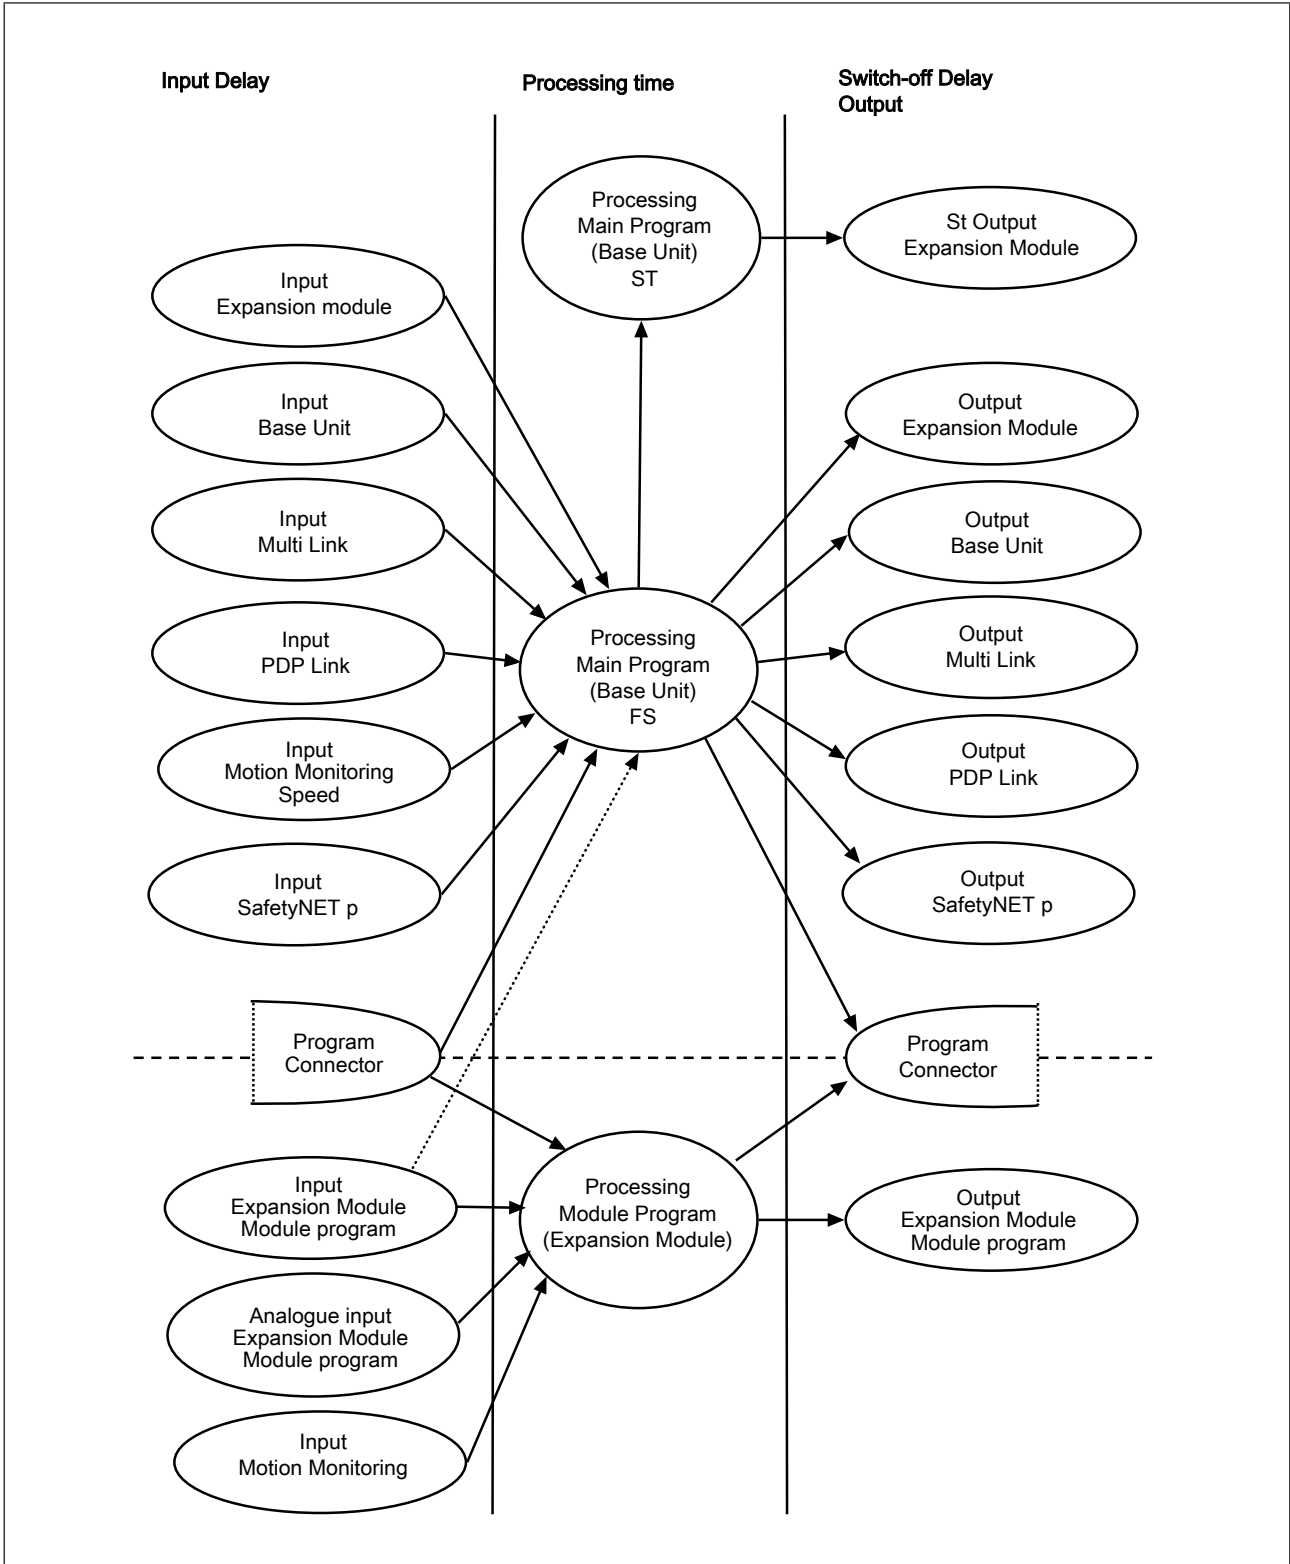 Input Delay
Processing time
Switch-off Delay
Output
Processing
Main Program
(Base Unit)
ST
St Output
Expansion Module
Input
Expansion module
Input
Base Unit
Output
Expansion Module
Input
Multi Link
Output
Base Unit
Input
PDP Link
Processing
Main Program
(Base Unit)
FS
Output
Multi Link
Input
Motion Monitoring
Speed
Output
PDP Link
Input
SafetyNET p
Output
SafetyNET p
Program
Connector
Program
Connector
Input
Expansion Module
Module program
Processing
Module Program
(Expansion Module)
Output
Expansion Module
Module program
Analogue input
Expansion Module
Module program
Input
Motion Monitoring